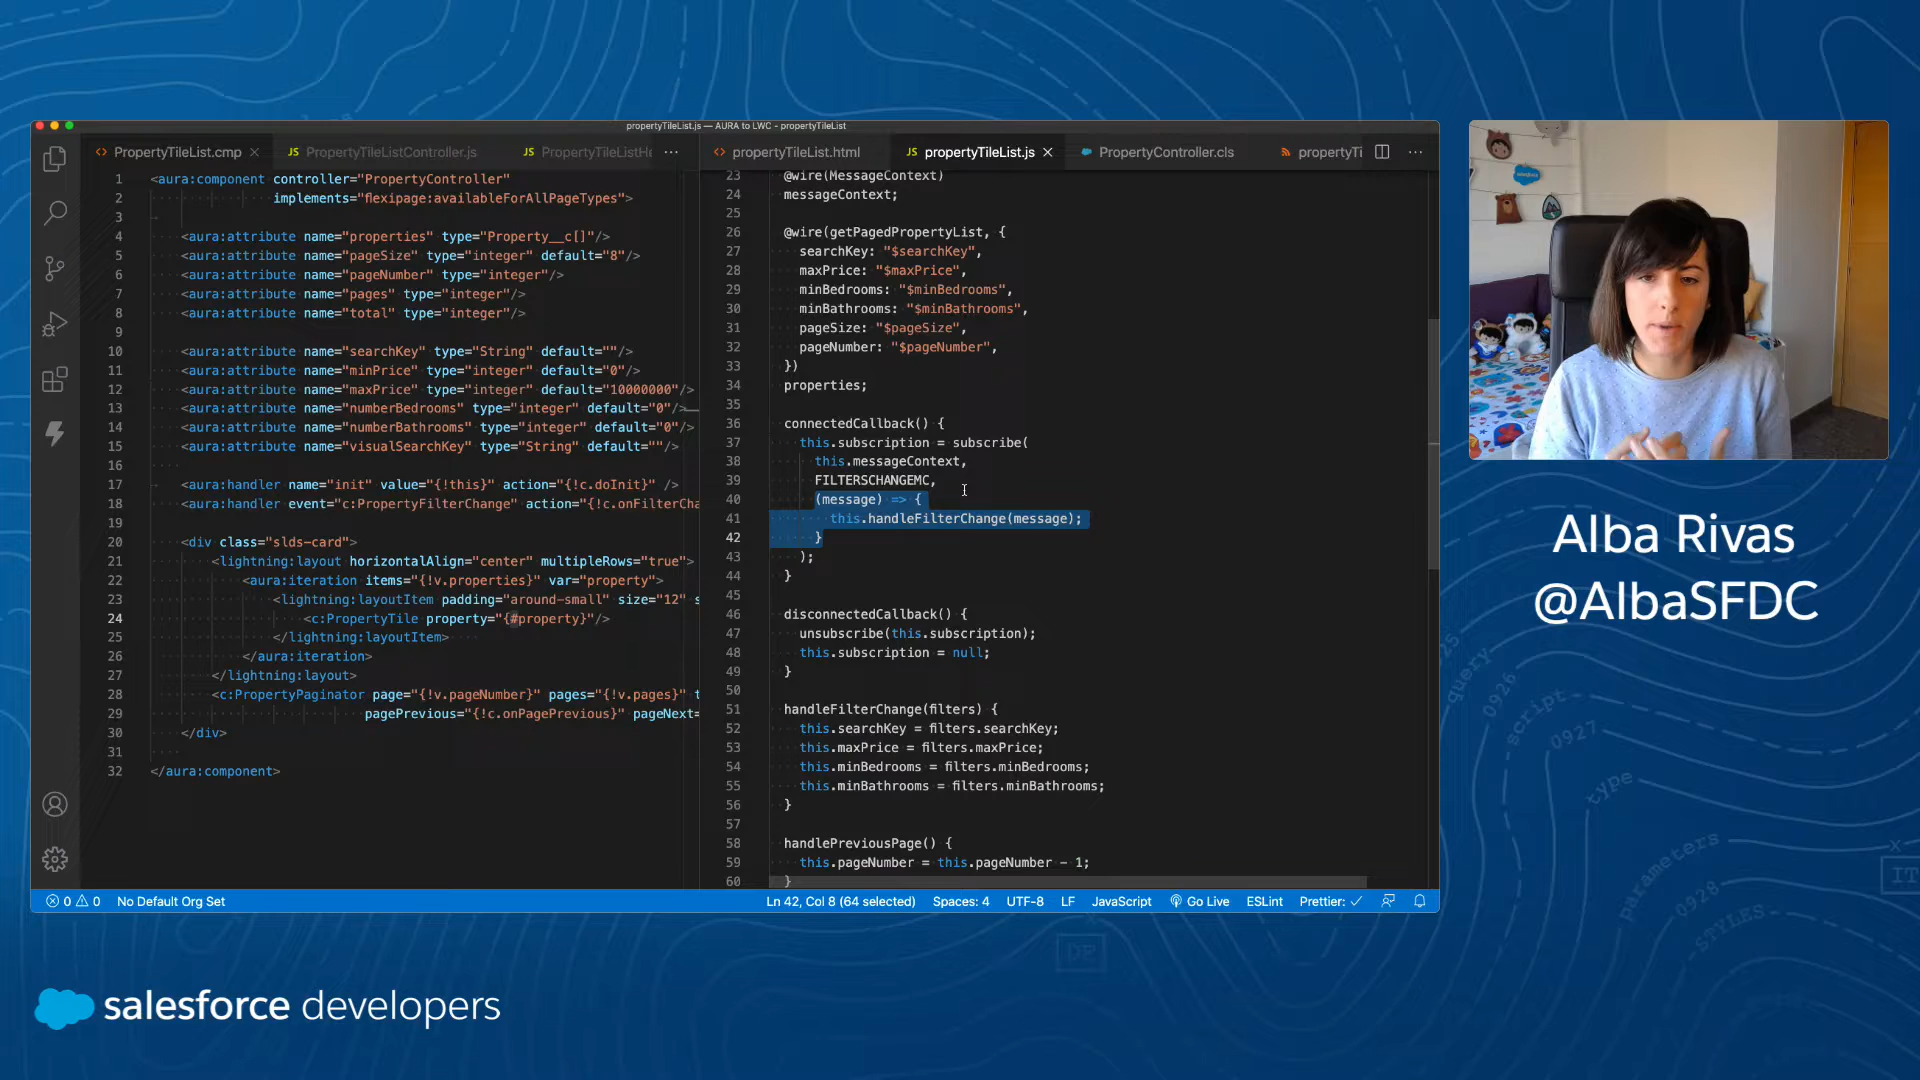 propertyTileList.js — AURA to LWC - propertyTileList
PropertyTileList.cmp
JS PropertyTileListController.js
JS PropertyTileListHe
propertyTileList.html
JS propertyTileList.js
PropertyController.cls
propertyTi
1 <aura:component controller="PropertyController"
2 implements="flexipage:availableForAllPageTypes">
3
4 <aura:attribute name="properties" type="Property__c[]"/>
5 <aura:attribute name="pageSize" type="integer" default="8"/>
6 <aura:attribute name="pageNumber" type="integer"/>
7 <aura:attribute name="pages" type="integer"/>
8 <aura:attribute name="total" type="integer"/>
9
10 <aura:attribute name="searchKey" type="String" default=""/>
11 <aura:attribute name="minPrice" type="integer" default="0"/>
12 <aura:attribute name="maxPrice" type="integer" default="10000000"/>
13 <aura:attribute name="numberBedrooms" type="integer" default="0"/>
14 <aura:attribute name="numberBathrooms" type="integer" default="0"/>
15 <aura:attribute name="visualSearchKey" type="String" default=""/>
16
17 <aura:handler name="init" value="{!this}" action="{!c.doInit}" />
18 <aura:handler event="c:PropertyFilterChange" action="{!c.onFilterCha
19
20 <div class="slds-card">
21 <lightning:layout horizontalAlign="center" multipleRows="true">
22 <aura:iteration items="{!v.properties}" var="property">
23 <lightning:layoutItem padding="around-small" size="12" s
24 <c:PropertyTile property="{#property}"/>
25 </lightning:layoutItem>
26 </aura:iteration>
27 </lightning:layout>
28 <c:PropertyPaginator page="{!v.pageNumber}" pages="{!v.pages}" t
29 pagePrevious="{!c.onPagePrevious}" pageNext=
30 </div>
31
32 </aura:component>
23 @wire(MessageContext)
24 messageContext;
25
26 @wire(getPagedPropertyList, {
27 searchKey: "$searchKey",
28 maxPrice: "$maxPrice",
29 minBedrooms: "$minBedrooms",
30 minBathrooms: "$minBathrooms",
31 pageSize: "$pageSize",
32 pageNumber: "$pageNumber",
33 })
34 properties;
35
36 connectedCallback() {
37 this.subscription = subscribe(
38 this.messageContext,
39 FILTERSCHANGEMC,
40 (message) => {
41 this.handleFilterChange(message);
42 }
43 );
44 }
45
46 disconnectedCallback() {
47 unsubscribe(this.subscription);
48 this.subscription = null;
49 }
50
51 handleFilterChange(filters) {
52 this.searchKey = filters.searchKey;
53 this.maxPrice = filters.maxPrice;
54 this.minBedrooms = filters.minBedrooms;
55 this.minBathrooms = filters.minBathrooms;
56 }
57
58 handlePreviousPage() {
59 this.pageNumber = this.pageNumber - 1;
60 }
0 0 No Default Org Set
Ln 42, Col 8 (64 selected) Spaces: 4 UTF-8 LF JavaScript Go Live ESLint Prettier: ✓
Alba Rivas
@AlbaSFDC
query
0926
script
0927
type
parameters
0928
STYLES
salesforce developers